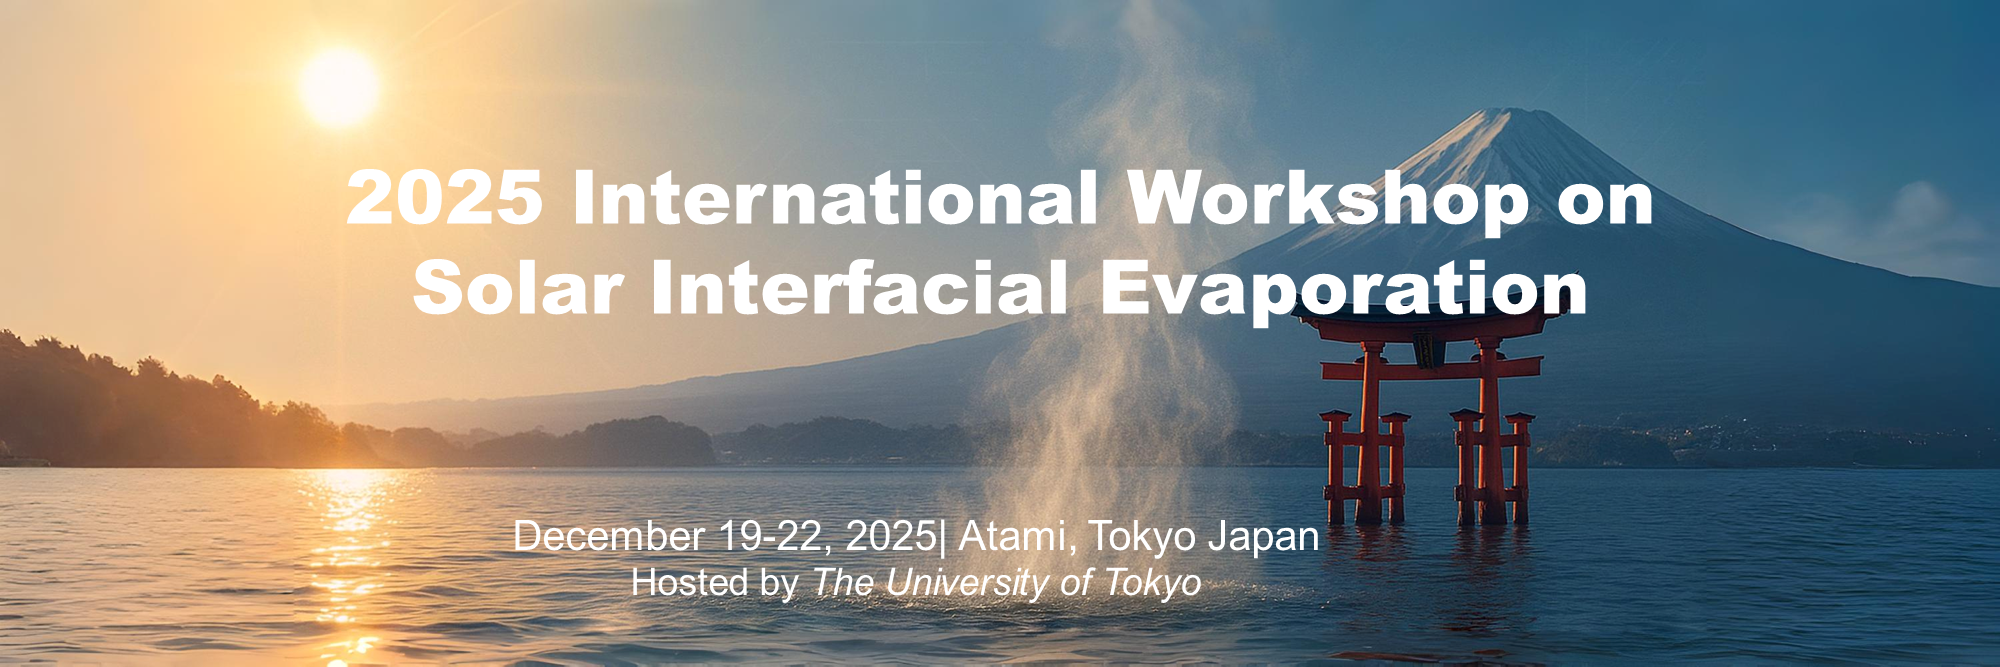 2025 International Workshop on
Solar Interfacial Evaporation
December 19-22, 2025| Atami, Tokyo Japan
Hosted by The University of Tokyo